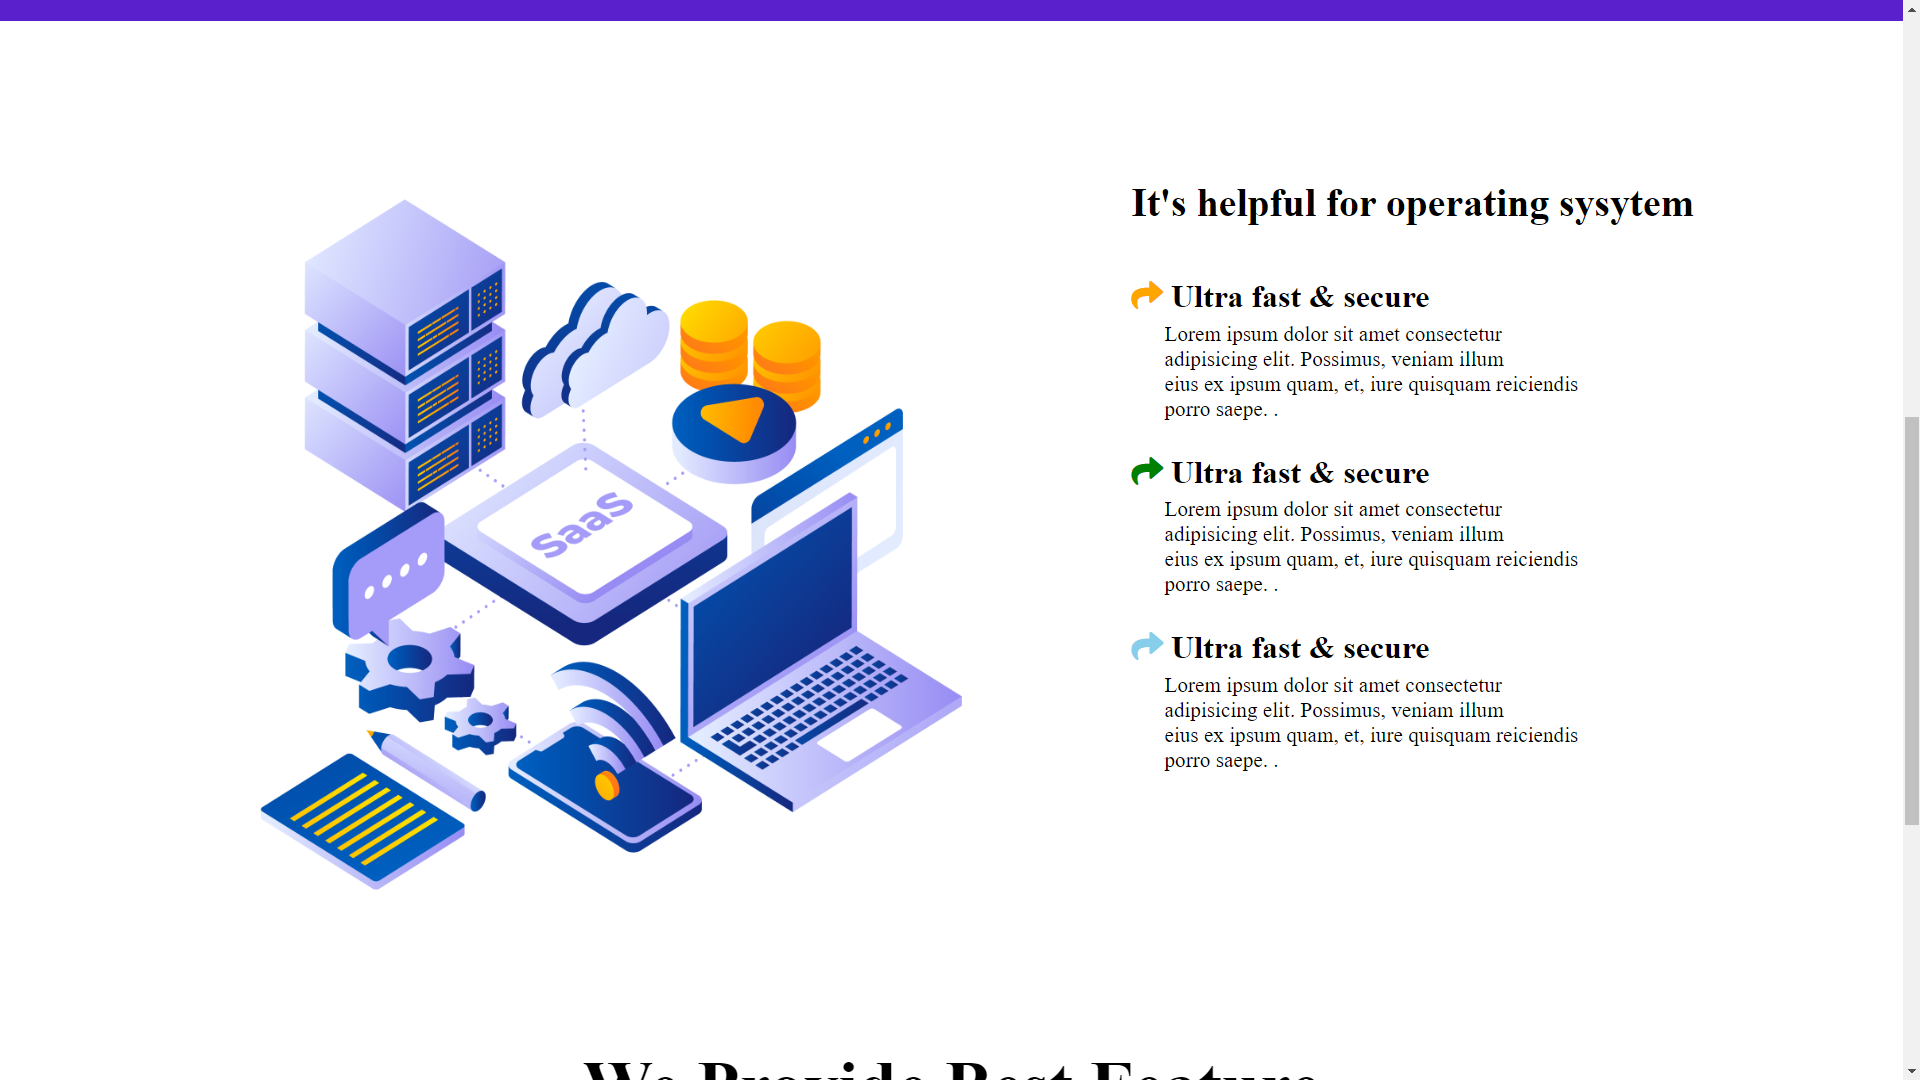 It's helpful for operating sysytem
SaaS
Ultra fast & secure
Lorem ipsum dolor sit amet consectetur
adipisicing elit. Possimus, veniam illum
eius ex ipsum quam, et, iure quisquam reiciendis
porro saepe. .
Ultra fast & secure
Lorem ipsum dolor sit amet consectetur
adipisicing elit. Possimus, veniam illum
eius ex ipsum quam, et, iure quisquam reiciendis
porro saepe. .
Ultra fast & secure
Lorem ipsum dolor sit amet consectetur
adipisicing elit. Possimus, veniam illum
eius ex ipsum quam, et, iure quisquam reiciendis
porro saepe. .
We Provide Best Feature